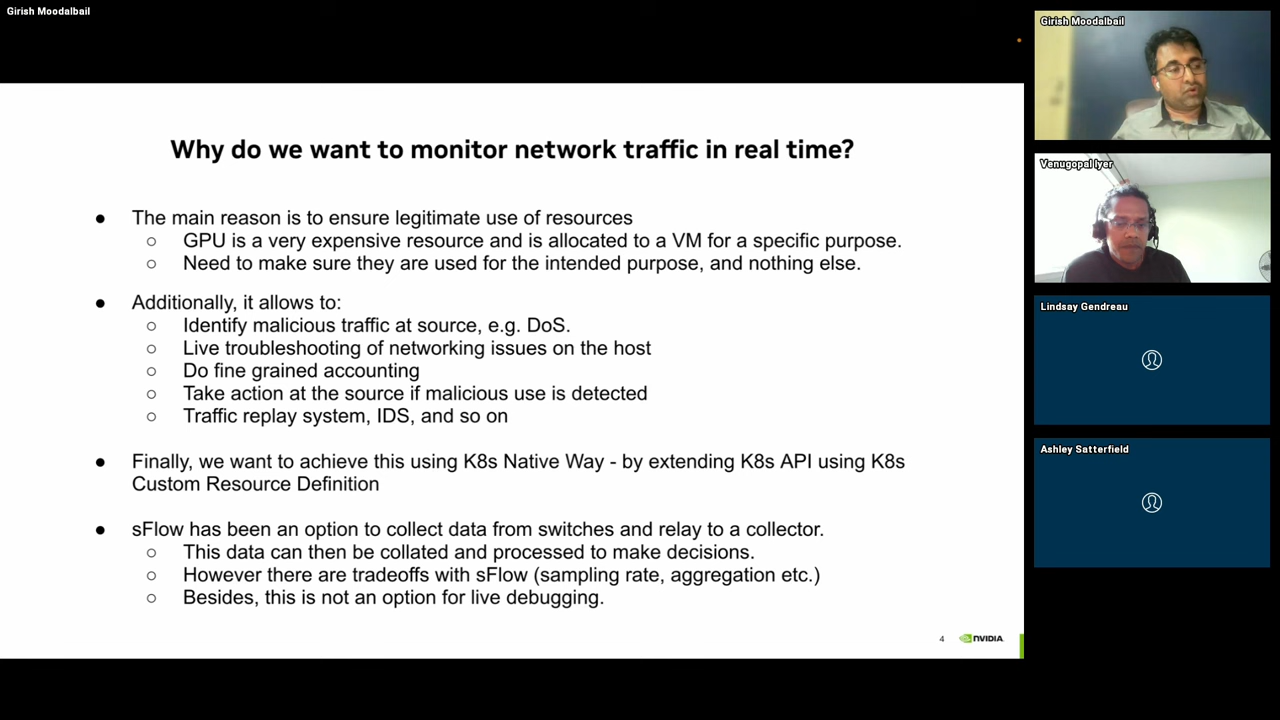 Girish Moodalbail
Why do we want to monitor network traffic in real time?
● The main reason is to ensure legitimate use of resources
○ GPU is a very expensive resource and is allocated to a VM for a specific purpose.
○ Need to make sure they are used for the intended purpose, and nothing else.
● Additionally, it allows to:
○ Identify malicious traffic at source, e.g. DoS.
○ Live troubleshooting of networking issues on the host
○ Do fine grained accounting
○ Take action at the source if malicious use is detected
○ Traffic replay system, IDS, and so on
● Finally, we want to achieve this using K8s Native Way - by extending K8s API using K8s
Custom Resource Definition
● sFlow has been an option to collect data from switches and relay to a collector.
○ This data can then be collated and processed to make decisions.
○ However there are tradeoffs with sFlow (sampling rate, aggregation etc.)
○ Besides, this is not an option for live debugging.
4
NVIDIA
Girish Moodalbail
Venugopal Iyer
Lindsay Gendreau
Ashley Satterfield